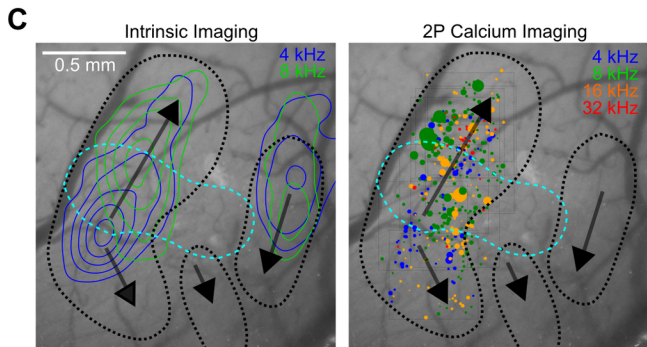 C
Intrinsic Imaging
0.5 mm
4 kHz
8 kHz
2P Calcium Imaging
4 kHz
8 kHz
16 kHz
32 kHz